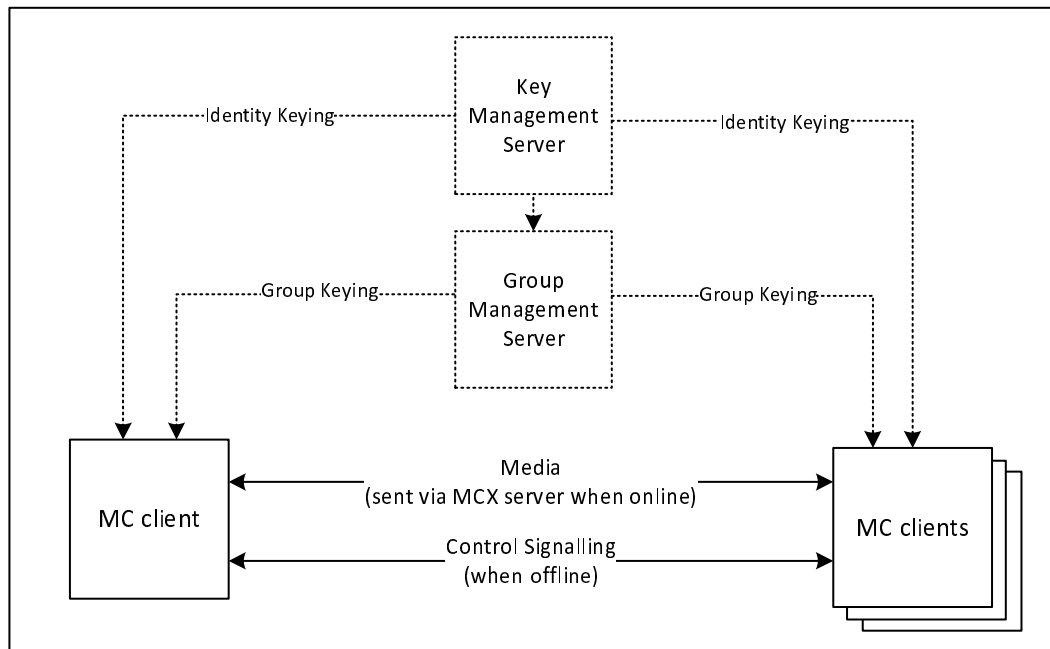 Key
Management
Server
Identity Keying
Identity Keying
Group
Management
Server
Group Keying
Group Keying
MC client
Media
(sent via MCX server when online)
MC clients
Control Signalling
(when offline)